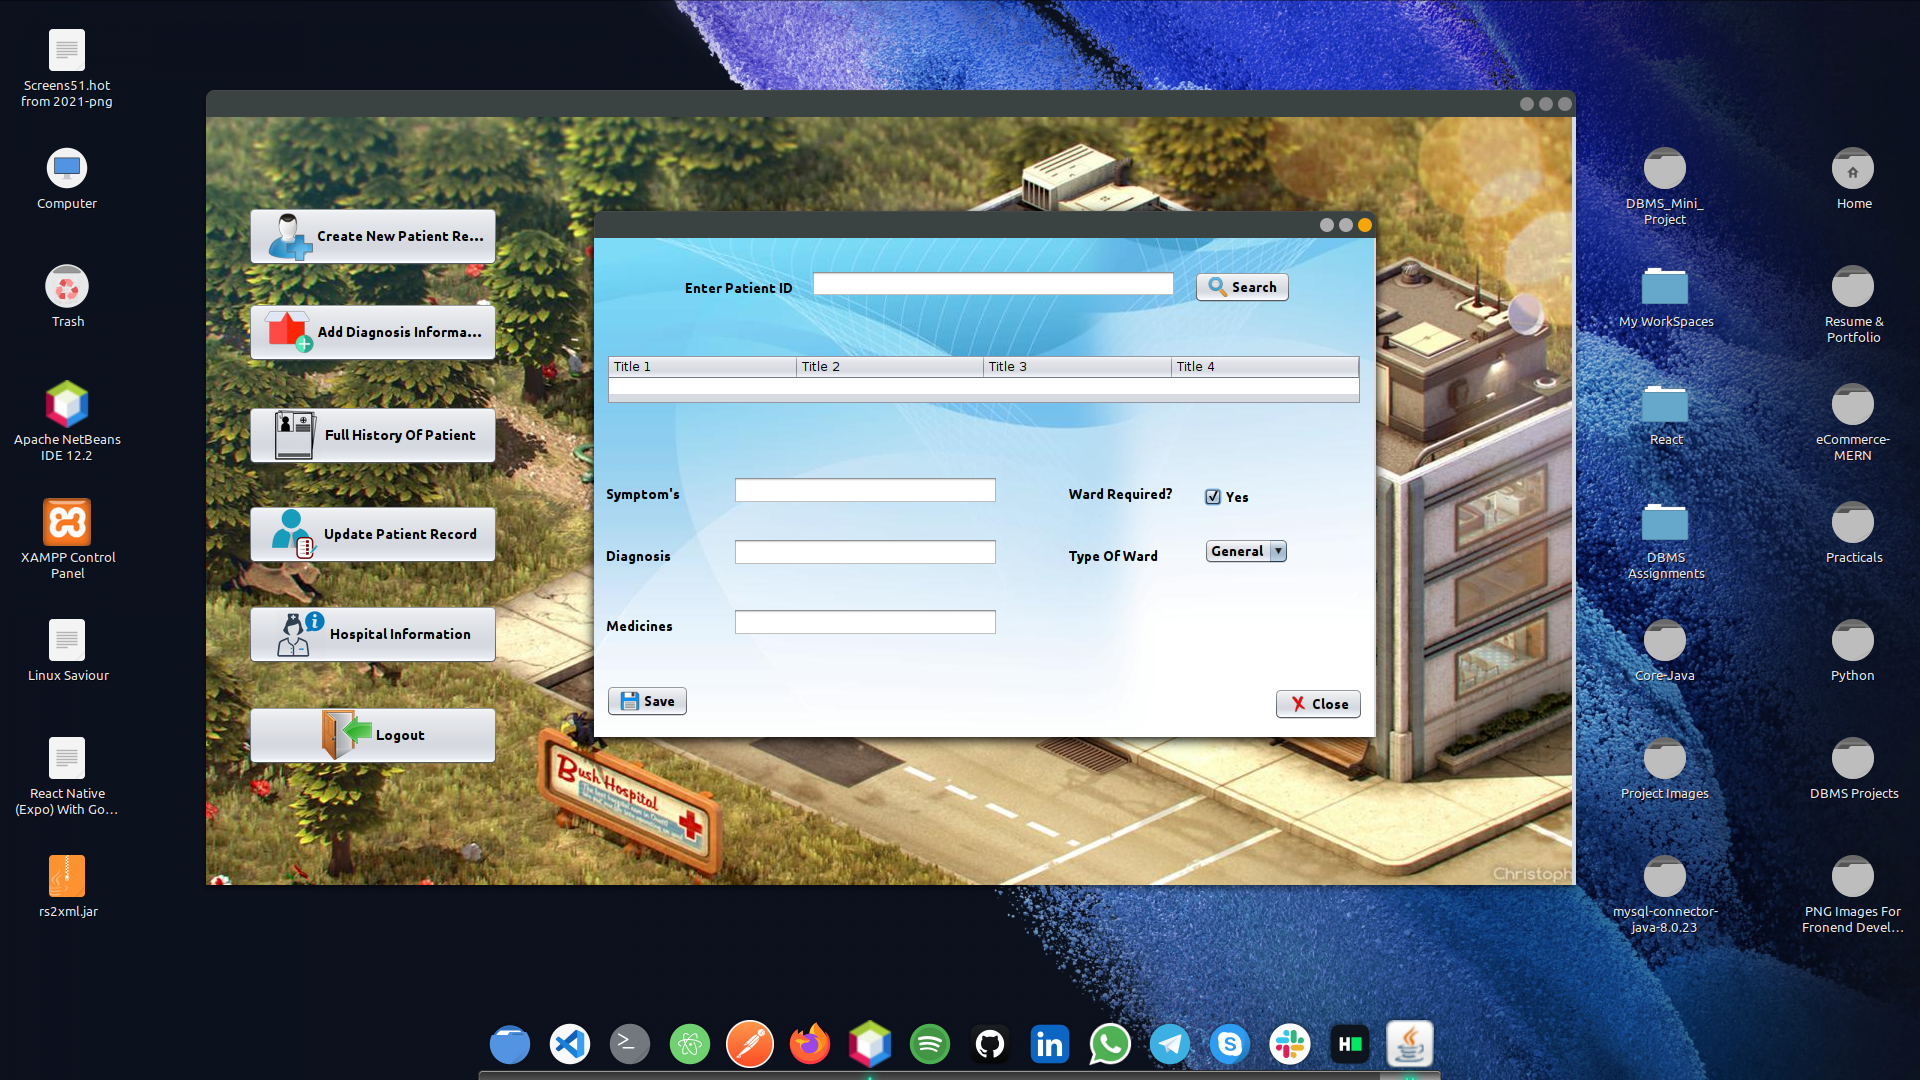 Screens51.hot
from 2021-png
Computer
Trash
Apache NetBeans
IDE 12.2
XAMPP Control
Panel
Linux Saviour
React Native
(Expo) With Go...
rs2xml.jar
Create New Patient Re...
Add Diagnosis Informa...
Full History Of Patient
Update Patient Record
Hospital Information
Logout
Enter Patient ID
Search
Title 1 Title 2 Title 3 Title 4
Symptom's
Ward Required?
Yes
Diagnosis
Type Of Ward
General
Medicines
Save
Close
Bush Hospital
Christoph
DBMS_Mini_
Project
My WorkSpaces
React
DBMS
Assignments
Core-Java
Project Images
mysql-connector-
java-8.0.23
Home
Resume &
Portfolio
eCommerce-
MERN
Practicals
Python
DBMS Projects
PNG Images For
Fronend Devel...